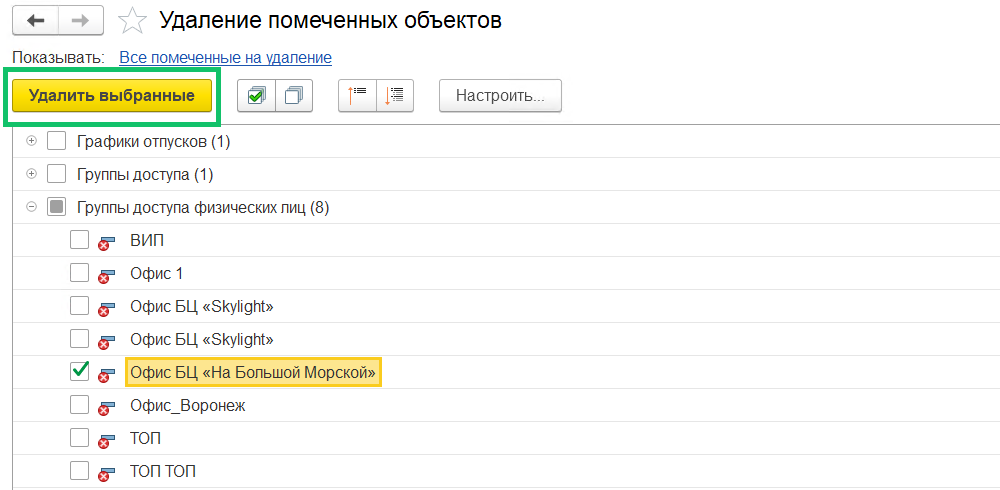 Удаление помеченных объектов
Показывать: Все помеченные на удаление
Удалить выбранные Настроить...
Графики отпусков (1)
Группы доступа (1)
Группы доступа физических лиц (8)
ВИП
Офис 1
Офис БЦ «Skylight»
Офис БЦ «Skylight»
Офис БЦ «На Большой Морской»
Офис_Воронеж
ТОП
ТОП ТОП